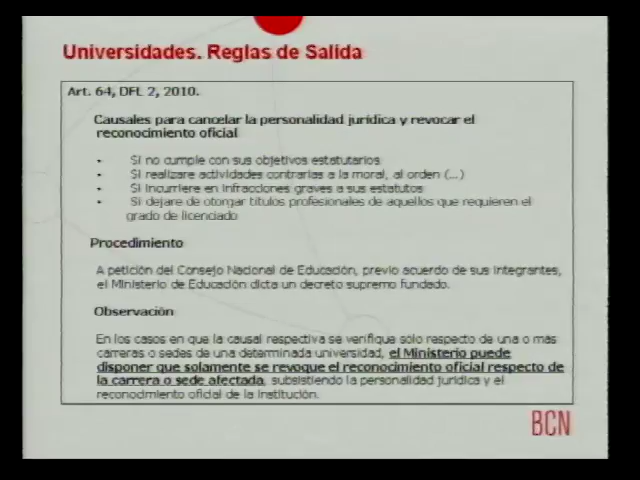 Universidades. Reglas de Salida
Art. 64, DFL 2, 2010.
Causales para cancelar la personalidad jurídica y revocar el
reconocimiento oficial
• Si no cumple con sus objetivos estatutarios
• Si realizare actividades contrarias a la moral, al orden (...)
• Si incurriere en infracciones graves a sus estatutos
• Si dejare de otorgar títulos profesionales de aquellos que requieren el
grado de licenciado
Procedimiento
A petición del Consejo Nacional de Educación, previo acuerdo de sus integrantes,
el Ministerio de Educación dicta un decreto supremo fundado.
Observación
En los casos en que la causal respectiva se verifique sólo respecto de una o más
carreras o sedes de una determinada universidad, el Ministerio puede
disponer que solamente se revoque el reconocimiento oficial respecto de
la carrera o sede afectada, subsistiendo la personalidad jurídica y el
reconocimiento oficial de la institución.
BCN